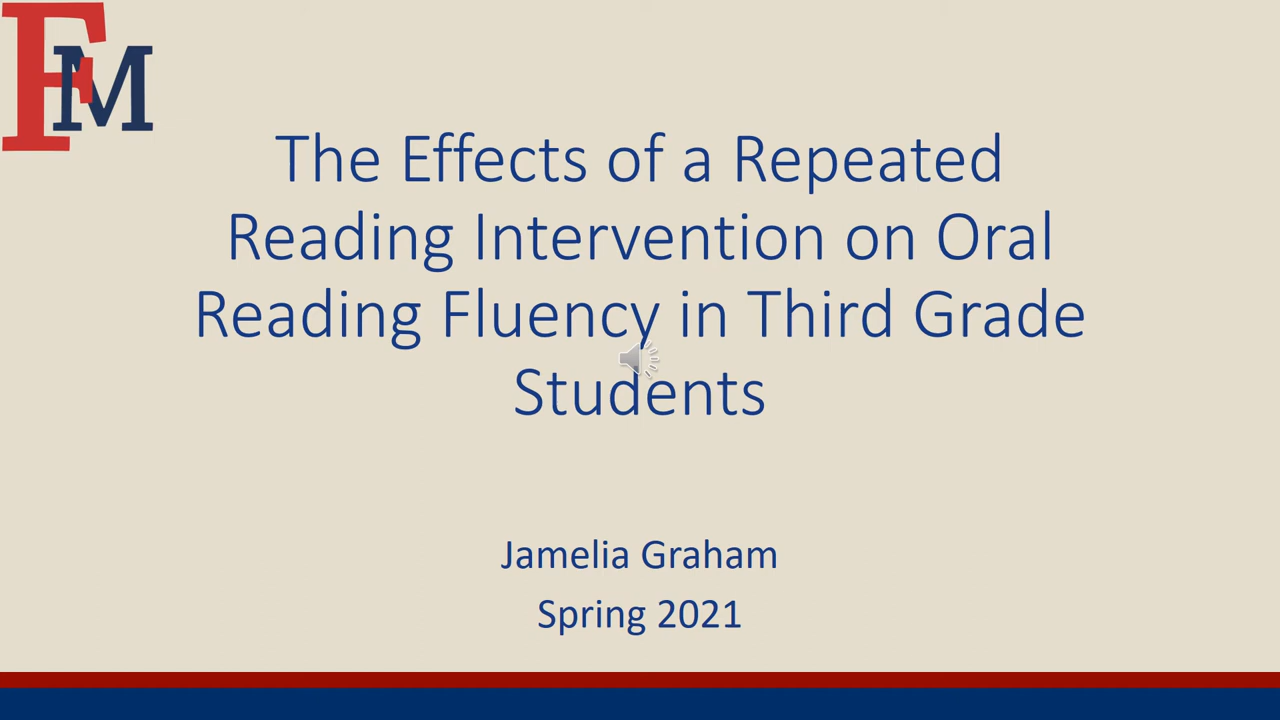 FM
The Effects of a Repeated
Reading Intervention on Oral
Reading Fluency in Third Grade
Students
Jamelia Graham
Spring 2021